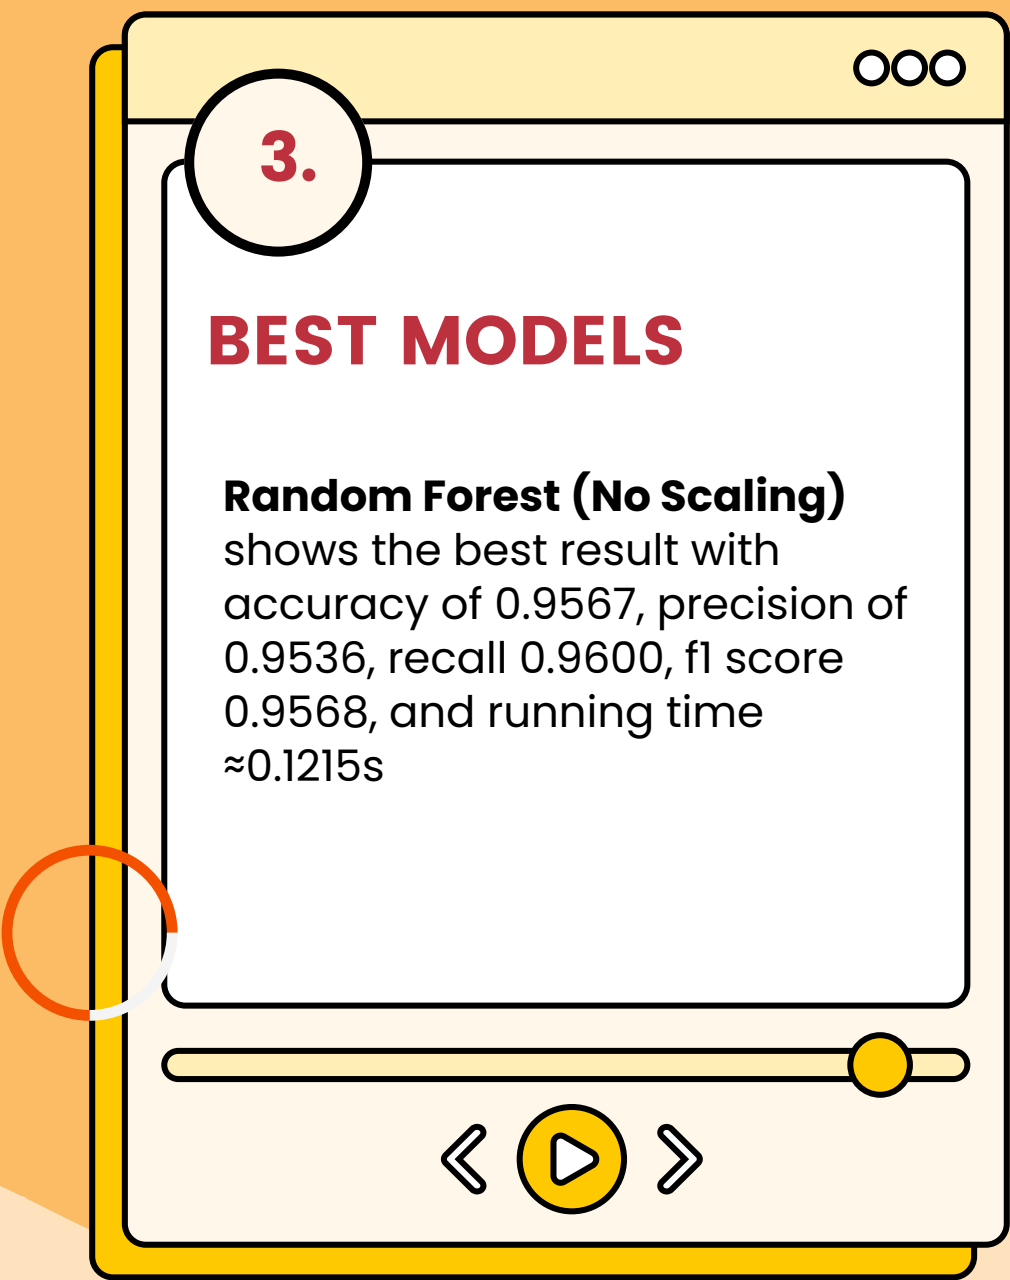 3.
BEST MODELS
Random Forest (No Scaling)
shows the best result with
accuracy of 0.9567, precision of
0.9536, recall 0.9600, f1 score
0.9568, and running time
≈0.1215s